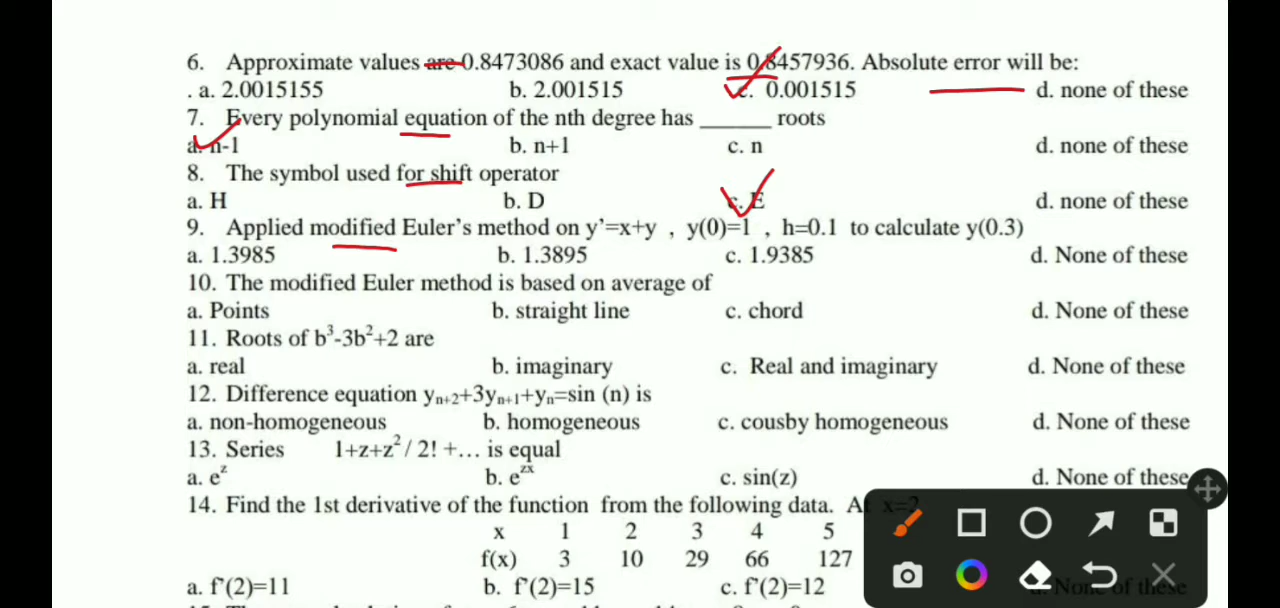 6. Approximate values are 0.8473086 and exact value is 0.8457936. Absolute error will be:
. a. 2.0015155 b. 2.001515 c. 0.001515 d. none of these
7. Every polynomial equation of the nth degree has ______ roots
a. n-1 b. n+1 c. n d. none of these
8. The symbol used for shift operator
a. H b. D c. E d. none of these
9. Applied modified Euler's method on y'=x+y , y(0)=1 , h=0.1 to calculate y(0.3)
a. 1.3985 b. 1.3895 c. 1.9385 d. None of these
10. The modified Euler method is based on average of
a. Points b. straight line c. chord d. None of these
11. Roots of b³-3b²+2 are
a. real b. imaginary c. Real and imaginary d. None of these
12. Difference equation yₙ₊₂+3yₙ₊₁+yₙ=sin (n) is
a. non-homogeneous b. homogeneous c. cousby homogeneous d. None of these
13. Series 1+z+z²/ 2! +... is equal
a. e^z b. e^zx c. sin(z) d. None of these
14. Find the 1st derivative of the function from the following data. At x=2
x 1 2 3 4 5
f(x) 3 10 29 66 127
a. f'(2)=11 b. f'(2)=15 c. f'(2)=12 d. None of these